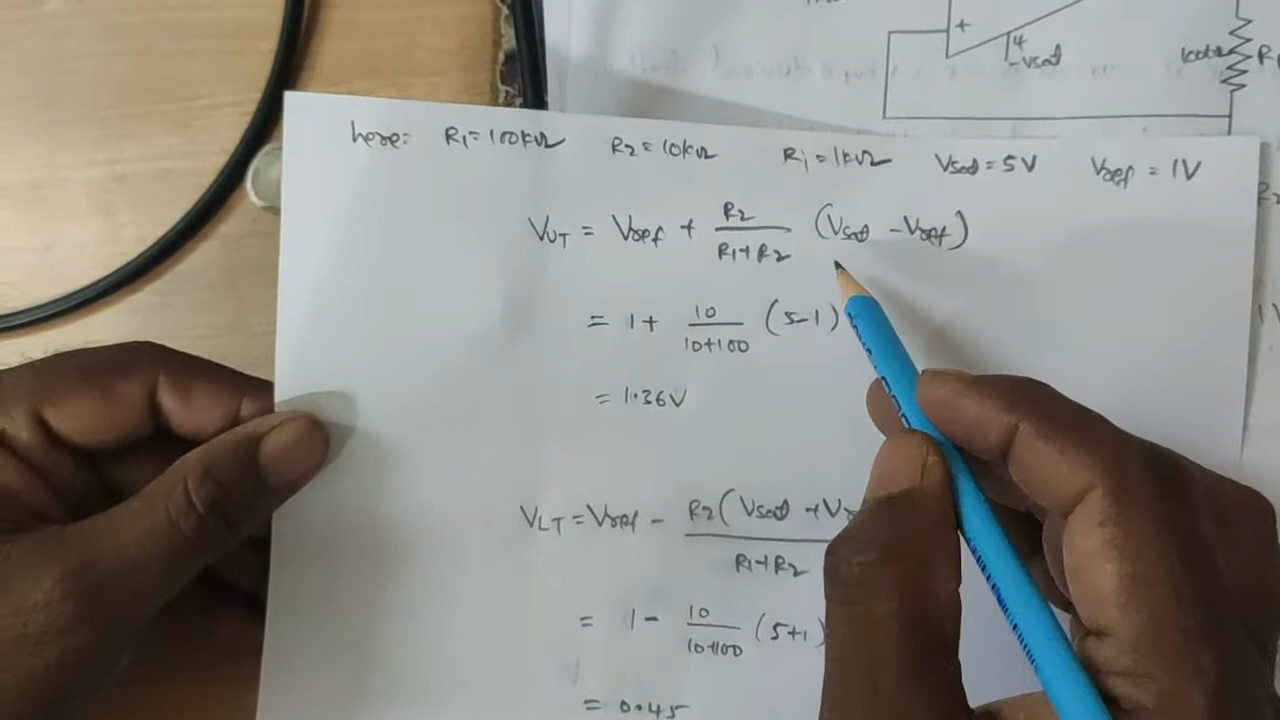 +
4
-Vsat
here: R1=100kΩ R2=10kΩ Ri=1kΩ Vsat=5V Vref=1V
VUT = Vref + R2/(R1+R2) (Vsat - Vref)
= 1+ 10/(10+100) (5-1)
= 1.36V
VLT = Vref - R2(Vsat +V
R1+R2
= 1- 10/(10+100) (5+1)
= 0.45